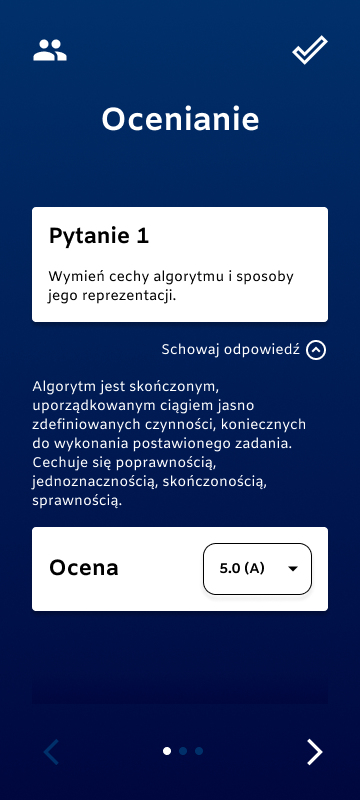 Ocenianie
Pytanie 1
Wymień cechy algorytmu i sposoby
jego reprezentacji.
Schowaj odpowiedź
Algorytm jest skończonym,
uporządkowanym ciągiem jasno
zdefiniowanych czynności, koniecznych
do wykonania postawionego zadania.
Cechuje się poprawnością,
jednoznacznością, skończonością,
sprawnością.
Ocena
5.0 (A)